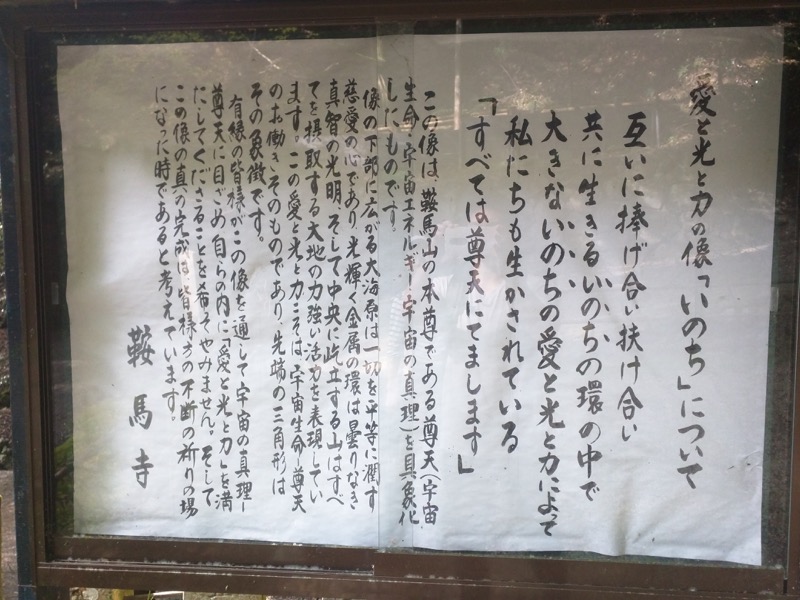 愛と光と力の像「いのち」について
互いに捧げ合い扶け合い
共に生きるいのちの環の中で
大きないのちの愛と光と力によって
私たちも生かされている
「すべては尊天にてまします」
この像は、鞍馬山の本尊である尊天(宇宙
生命・宇宙エネルギー・宇宙の真理)を具象化
したものです。
像の下部に広がる大海原は一切を平等に潤す
慈愛の心であり、光輝く金属の環は曇りなき
真智の光明、そして中央に屹立する山はすべ
てを摂取する大地の力強い活力を表現してい
ます。この愛と光と力こそは、宇宙生命・尊天
のお働きそのものであり、先端の三角形は
その象徴です。
有縁の皆様がこの像を通して宇宙の真理―
尊天に目ざめ、自らの内に「愛と光と力」を満
たしてくださることを希ってやみません。そして
この像の真の完成は、皆様方の不断の祈りの場
になった時であると考えています。
鞍馬寺